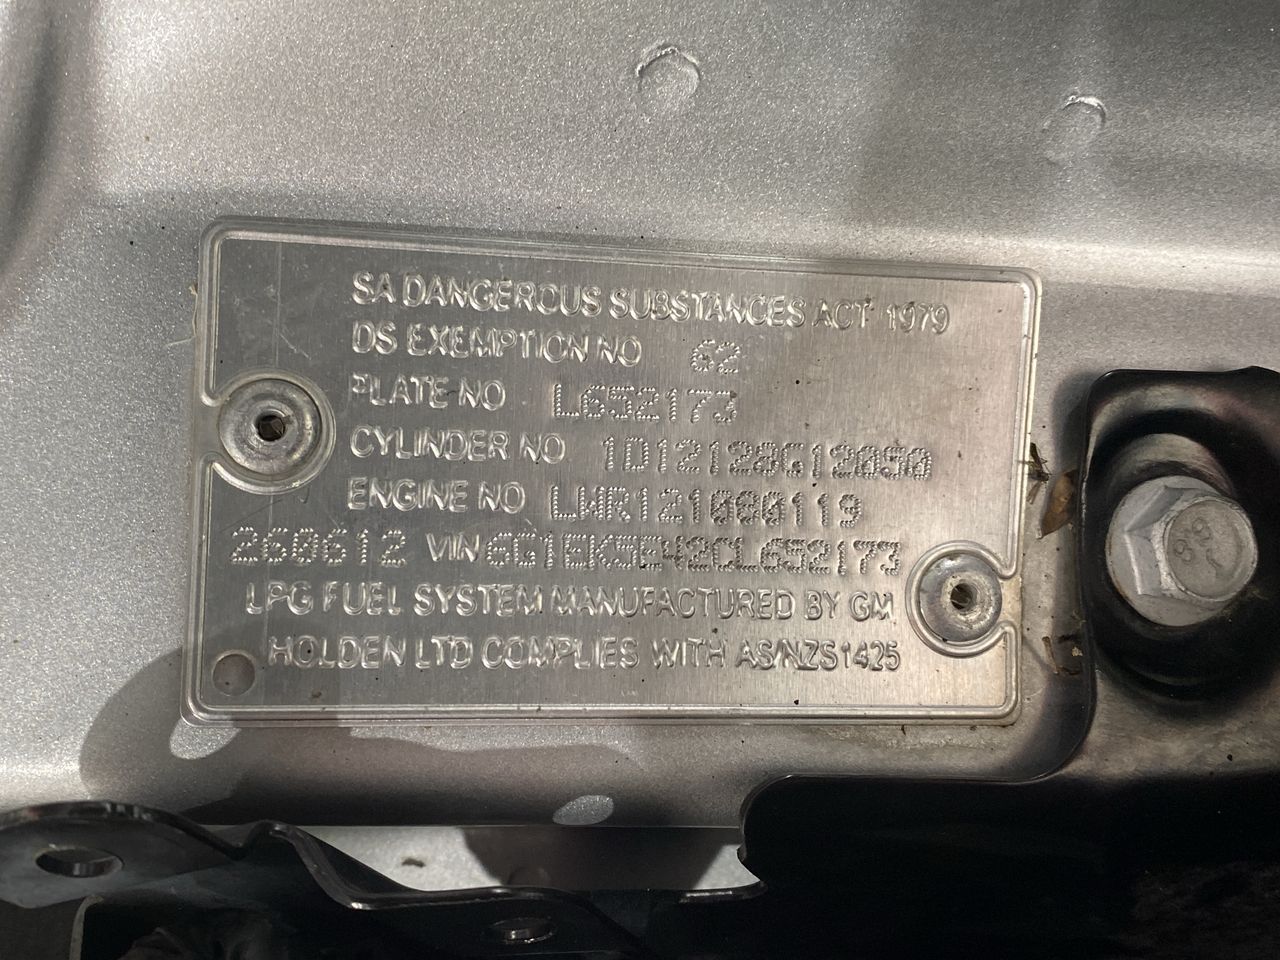 SA DANGEROUS SUBSTANCES ACT 1979
DS EXEMPTION NO 62
PLATE NO L652173
CYLINDER NO 1D12128G12050
ENGINE NO LWR121080119
260612 VIN 6G1EK5E42CL652173
LPG FUEL SYSTEM MANUFACTURED BY GM
HOLDEN LTD COMPLIES WITH AS/NZS1425